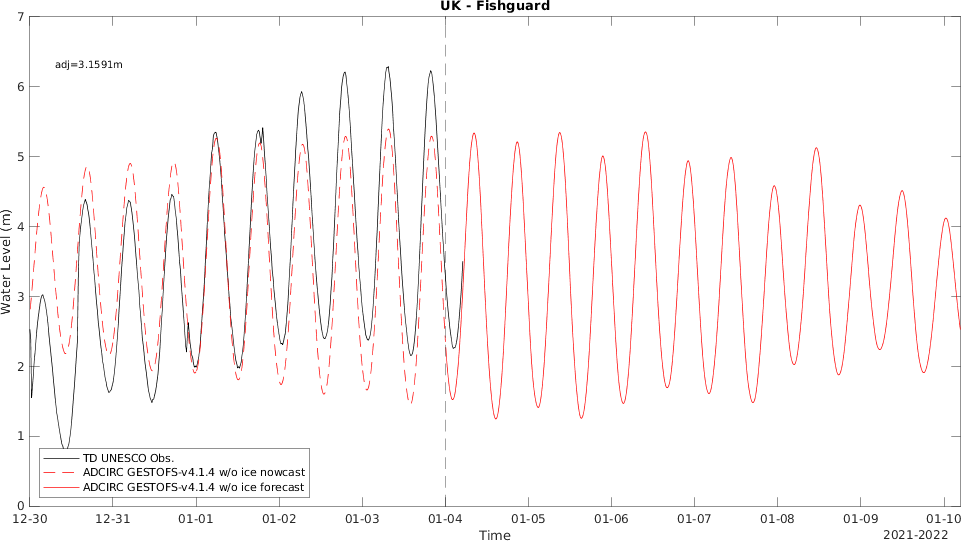 UK - Fishguard
7
adj=3.1591m
6
5
4
3
2
1
0
Water Level (m)
TD UNESCO Obs.
ADCIRC GESTOFS-v4.1.4 w/o ice nowcast
ADCIRC GESTOFS-v4.1.4 w/o ice forecast
12-30 12-31 01-01 01-02 01-03 01-04 01-05 01-06 01-07 01-08 01-09 01-10
Time
2021-2022